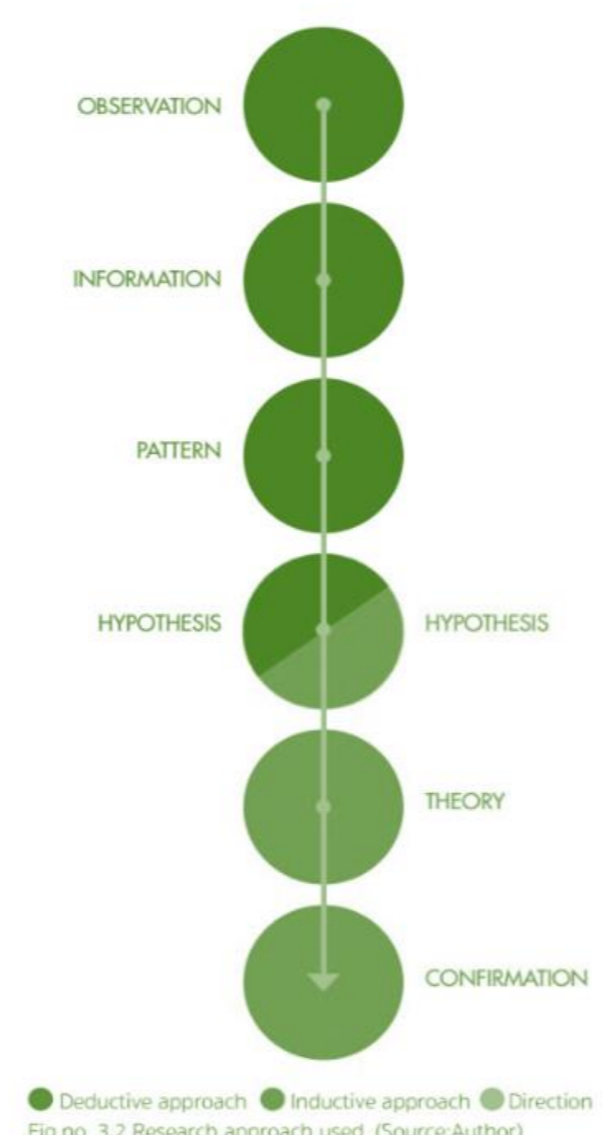 OBSERVATION
INFORMATION
PATTERN
HYPOTHESIS HYPOTHESIS
THEORY
CONFIRMATION
Deductive approach Inductive approach Direction
Fig no. 3.2 Research approach used. (Source:Author)